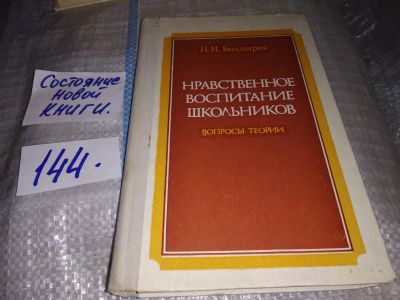 Состояние
новой
книги.
144.
Н.И. Болдырев
НРАВСТВЕННОЕ
ВОСПИТАНИЕ
ШКОЛЬНИКОВ
ВОПРОСЫ ТЕОРИИ